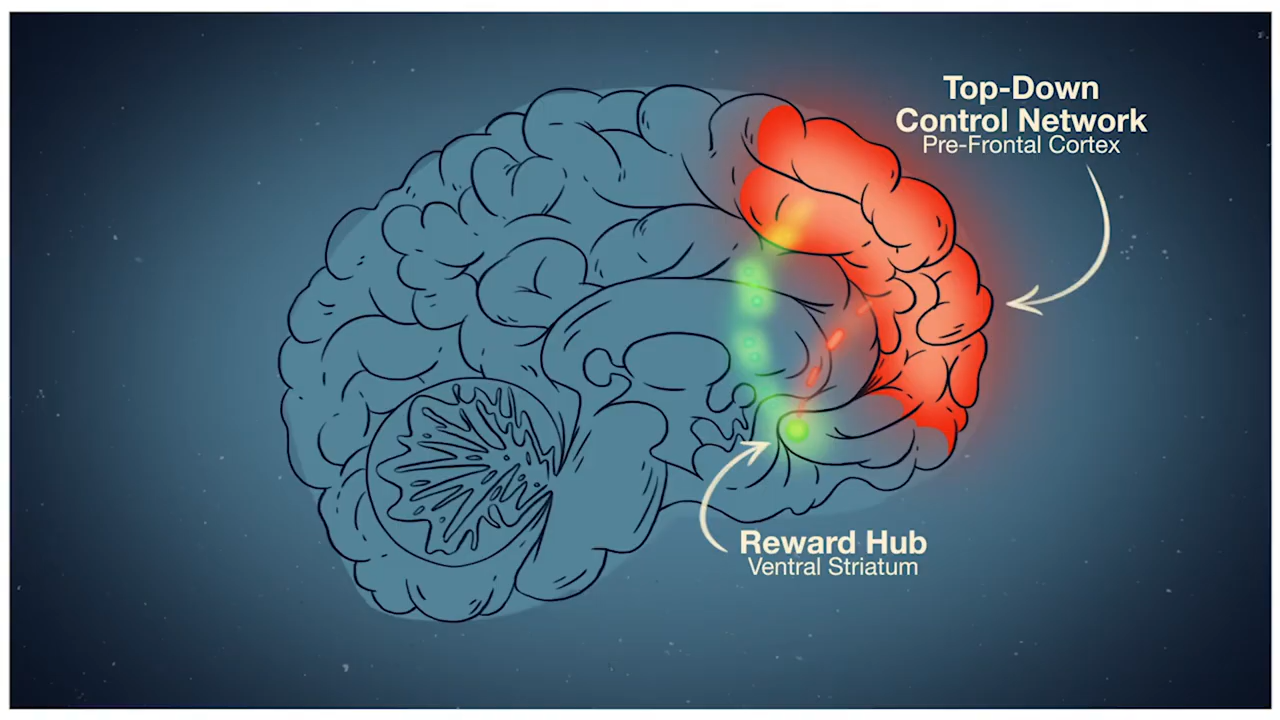 Top-Down
Control Network
Pre-Frontal Cortex
Reward Hub
Ventral Striatum